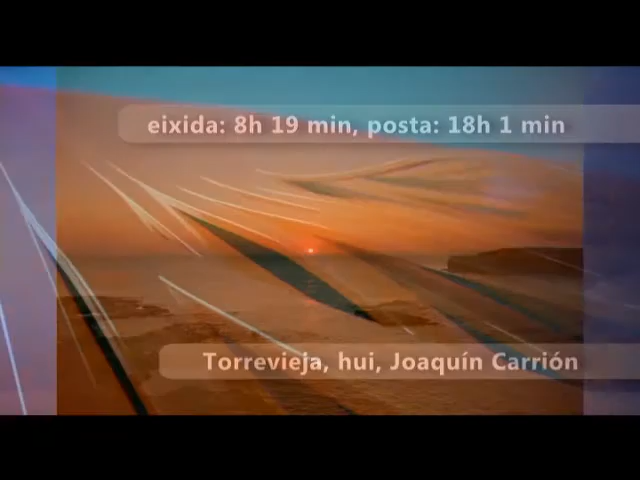 eixida: 8h 19 min, posta: 18h 1 min
Torrevieja, hui, Joaquín Carrión